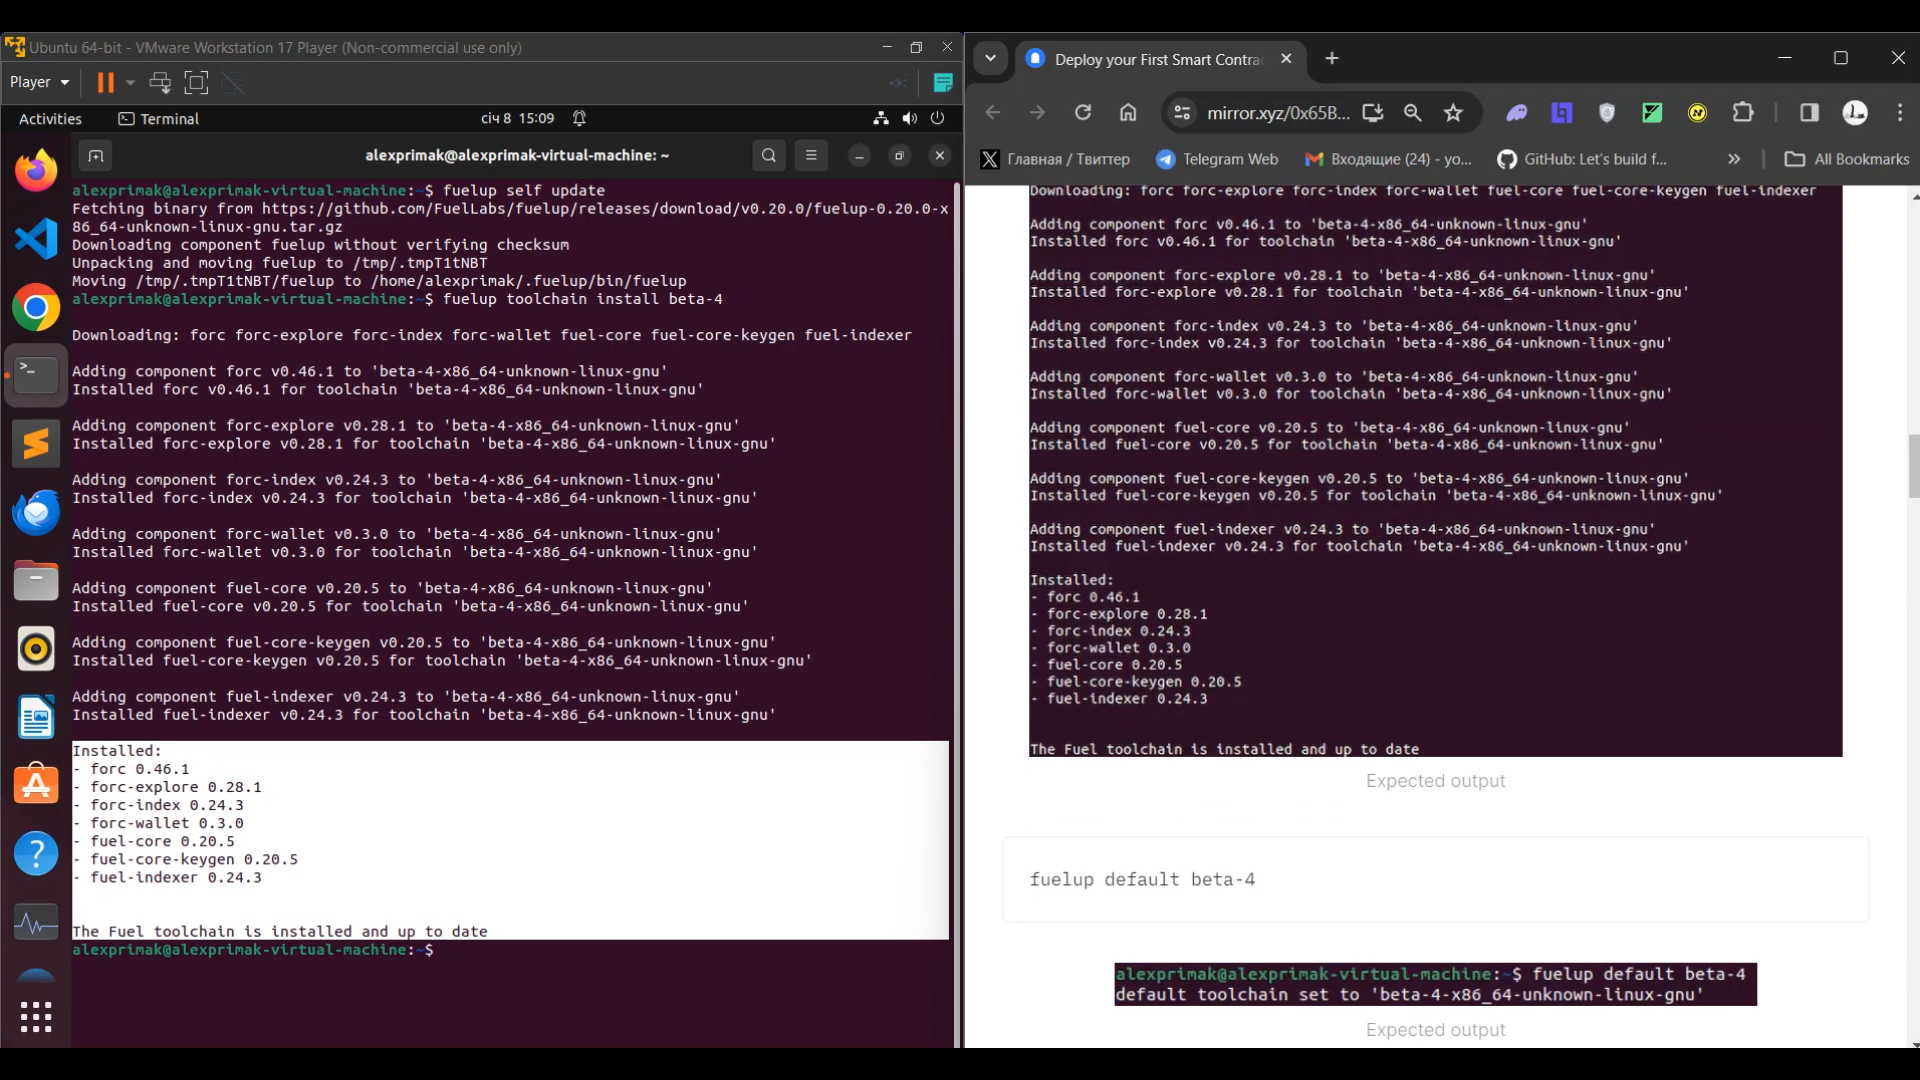 Ubuntu 64-bit - VMware Workstation 17 Player (Non-commercial use only)
Player
Activities
Terminal
січ 8 15:09
alexprimak@alexprimak-virtual-machine: ~
alexprimak@alexprimak-virtual-machine:~$ fuelup self update
Fetching binary from https://github.com/FuelLabs/fuelup/releases/download/v0.20.0/fuelup-0.20.0-x
86_64-unknown-linux-gnu.tar.gz
Downloading component fuelup without verifying checksum
Unpacking and moving fuelup to /tmp/.tmpT1tNBT
Moving /tmp/.tmpT1tNBT/fuelup to /home/alexprimak/.fuelup/bin/fuelup
alexprimak@alexprimak-virtual-machine:~$ fuelup toolchain install beta-4
Downloading: forc forc-explore forc-index forc-wallet fuel-core fuel-core-keygen fuel-indexer
Adding component forc v0.46.1 to 'beta-4-x86_64-unknown-linux-gnu'
Installed forc v0.46.1 for toolchain 'beta-4-x86_64-unknown-linux-gnu'
Adding component forc-explore v0.28.1 to 'beta-4-x86_64-unknown-linux-gnu'
Installed forc-explore v0.28.1 for toolchain 'beta-4-x86_64-unknown-linux-gnu'
Adding component forc-index v0.24.3 to 'beta-4-x86_64-unknown-linux-gnu'
Installed forc-index v0.24.3 for toolchain 'beta-4-x86_64-unknown-linux-gnu'
Adding component forc-wallet v0.3.0 to 'beta-4-x86_64-unknown-linux-gnu'
Installed forc-wallet v0.3.0 for toolchain 'beta-4-x86_64-unknown-linux-gnu'
Adding component fuel-core v0.20.5 to 'beta-4-x86_64-unknown-linux-gnu'
Installed fuel-core v0.20.5 for toolchain 'beta-4-x86_64-unknown-linux-gnu'
Adding component fuel-core-keygen v0.20.5 to 'beta-4-x86_64-unknown-linux-gnu'
Installed fuel-core-keygen v0.20.5 for toolchain 'beta-4-x86_64-unknown-linux-gnu'
Adding component fuel-indexer v0.24.3 to 'beta-4-x86_64-unknown-linux-gnu'
Installed fuel-indexer v0.24.3 for toolchain 'beta-4-x86_64-unknown-linux-gnu'
Installed:
- forc 0.46.1
- forc-explore 0.28.1
- forc-index 0.24.3
- forc-wallet 0.3.0
- fuel-core 0.20.5
- fuel-core-keygen 0.20.5
- fuel-indexer 0.24.3
The Fuel toolchain is installed and up to date
alexprimak@alexprimak-virtual-machine:~$
Deploy your First Smart Contra
mirror.xyz/0x65B...
Главная / Твиттер
Telegram Web
Входящие (24) - yo...
GitHub: Let's build f...
All Bookmarks
Downloading: forc forc-explore forc-index forc-wallet fuel-core fuel-core-keygen fuel-indexer
Adding component forc v0.46.1 to 'beta-4-x86_64-unknown-linux-gnu'
Installed forc v0.46.1 for toolchain 'beta-4-x86_64-unknown-linux-gnu'
Adding component forc-explore v0.28.1 to 'beta-4-x86_64-unknown-linux-gnu'
Installed forc-explore v0.28.1 for toolchain 'beta-4-x86_64-unknown-linux-gnu'
Adding component forc-index v0.24.3 to 'beta-4-x86_64-unknown-linux-gnu'
Installed forc-index v0.24.3 for toolchain 'beta-4-x86_64-unknown-linux-gnu'
Adding component forc-wallet v0.3.0 to 'beta-4-x86_64-unknown-linux-gnu'
Installed forc-wallet v0.3.0 for toolchain 'beta-4-x86_64-unknown-linux-gnu'
Adding component fuel-core v0.20.5 to 'beta-4-x86_64-unknown-linux-gnu'
Installed fuel-core v0.20.5 for toolchain 'beta-4-x86_64-unknown-linux-gnu'
Adding component fuel-core-keygen v0.20.5 to 'beta-4-x86_64-unknown-linux-gnu'
Installed fuel-core-keygen v0.20.5 for toolchain 'beta-4-x86_64-unknown-linux-gnu'
Adding component fuel-indexer v0.24.3 to 'beta-4-x86_64-unknown-linux-gnu'
Installed fuel-indexer v0.24.3 for toolchain 'beta-4-x86_64-unknown-linux-gnu'
Installed:
- forc 0.46.1
- forc-explore 0.28.1
- forc-index 0.24.3
- forc-wallet 0.3.0
- fuel-core 0.20.5
- fuel-core-keygen 0.20.5
- fuel-indexer 0.24.3
The Fuel toolchain is installed and up to date
Expected output
fuelup default beta-4
alexprimak@alexprimak-virtual-machine:~$ fuelup default beta-4
default toolchain set to 'beta-4-x86_64-unknown-linux-gnu'
Expected output